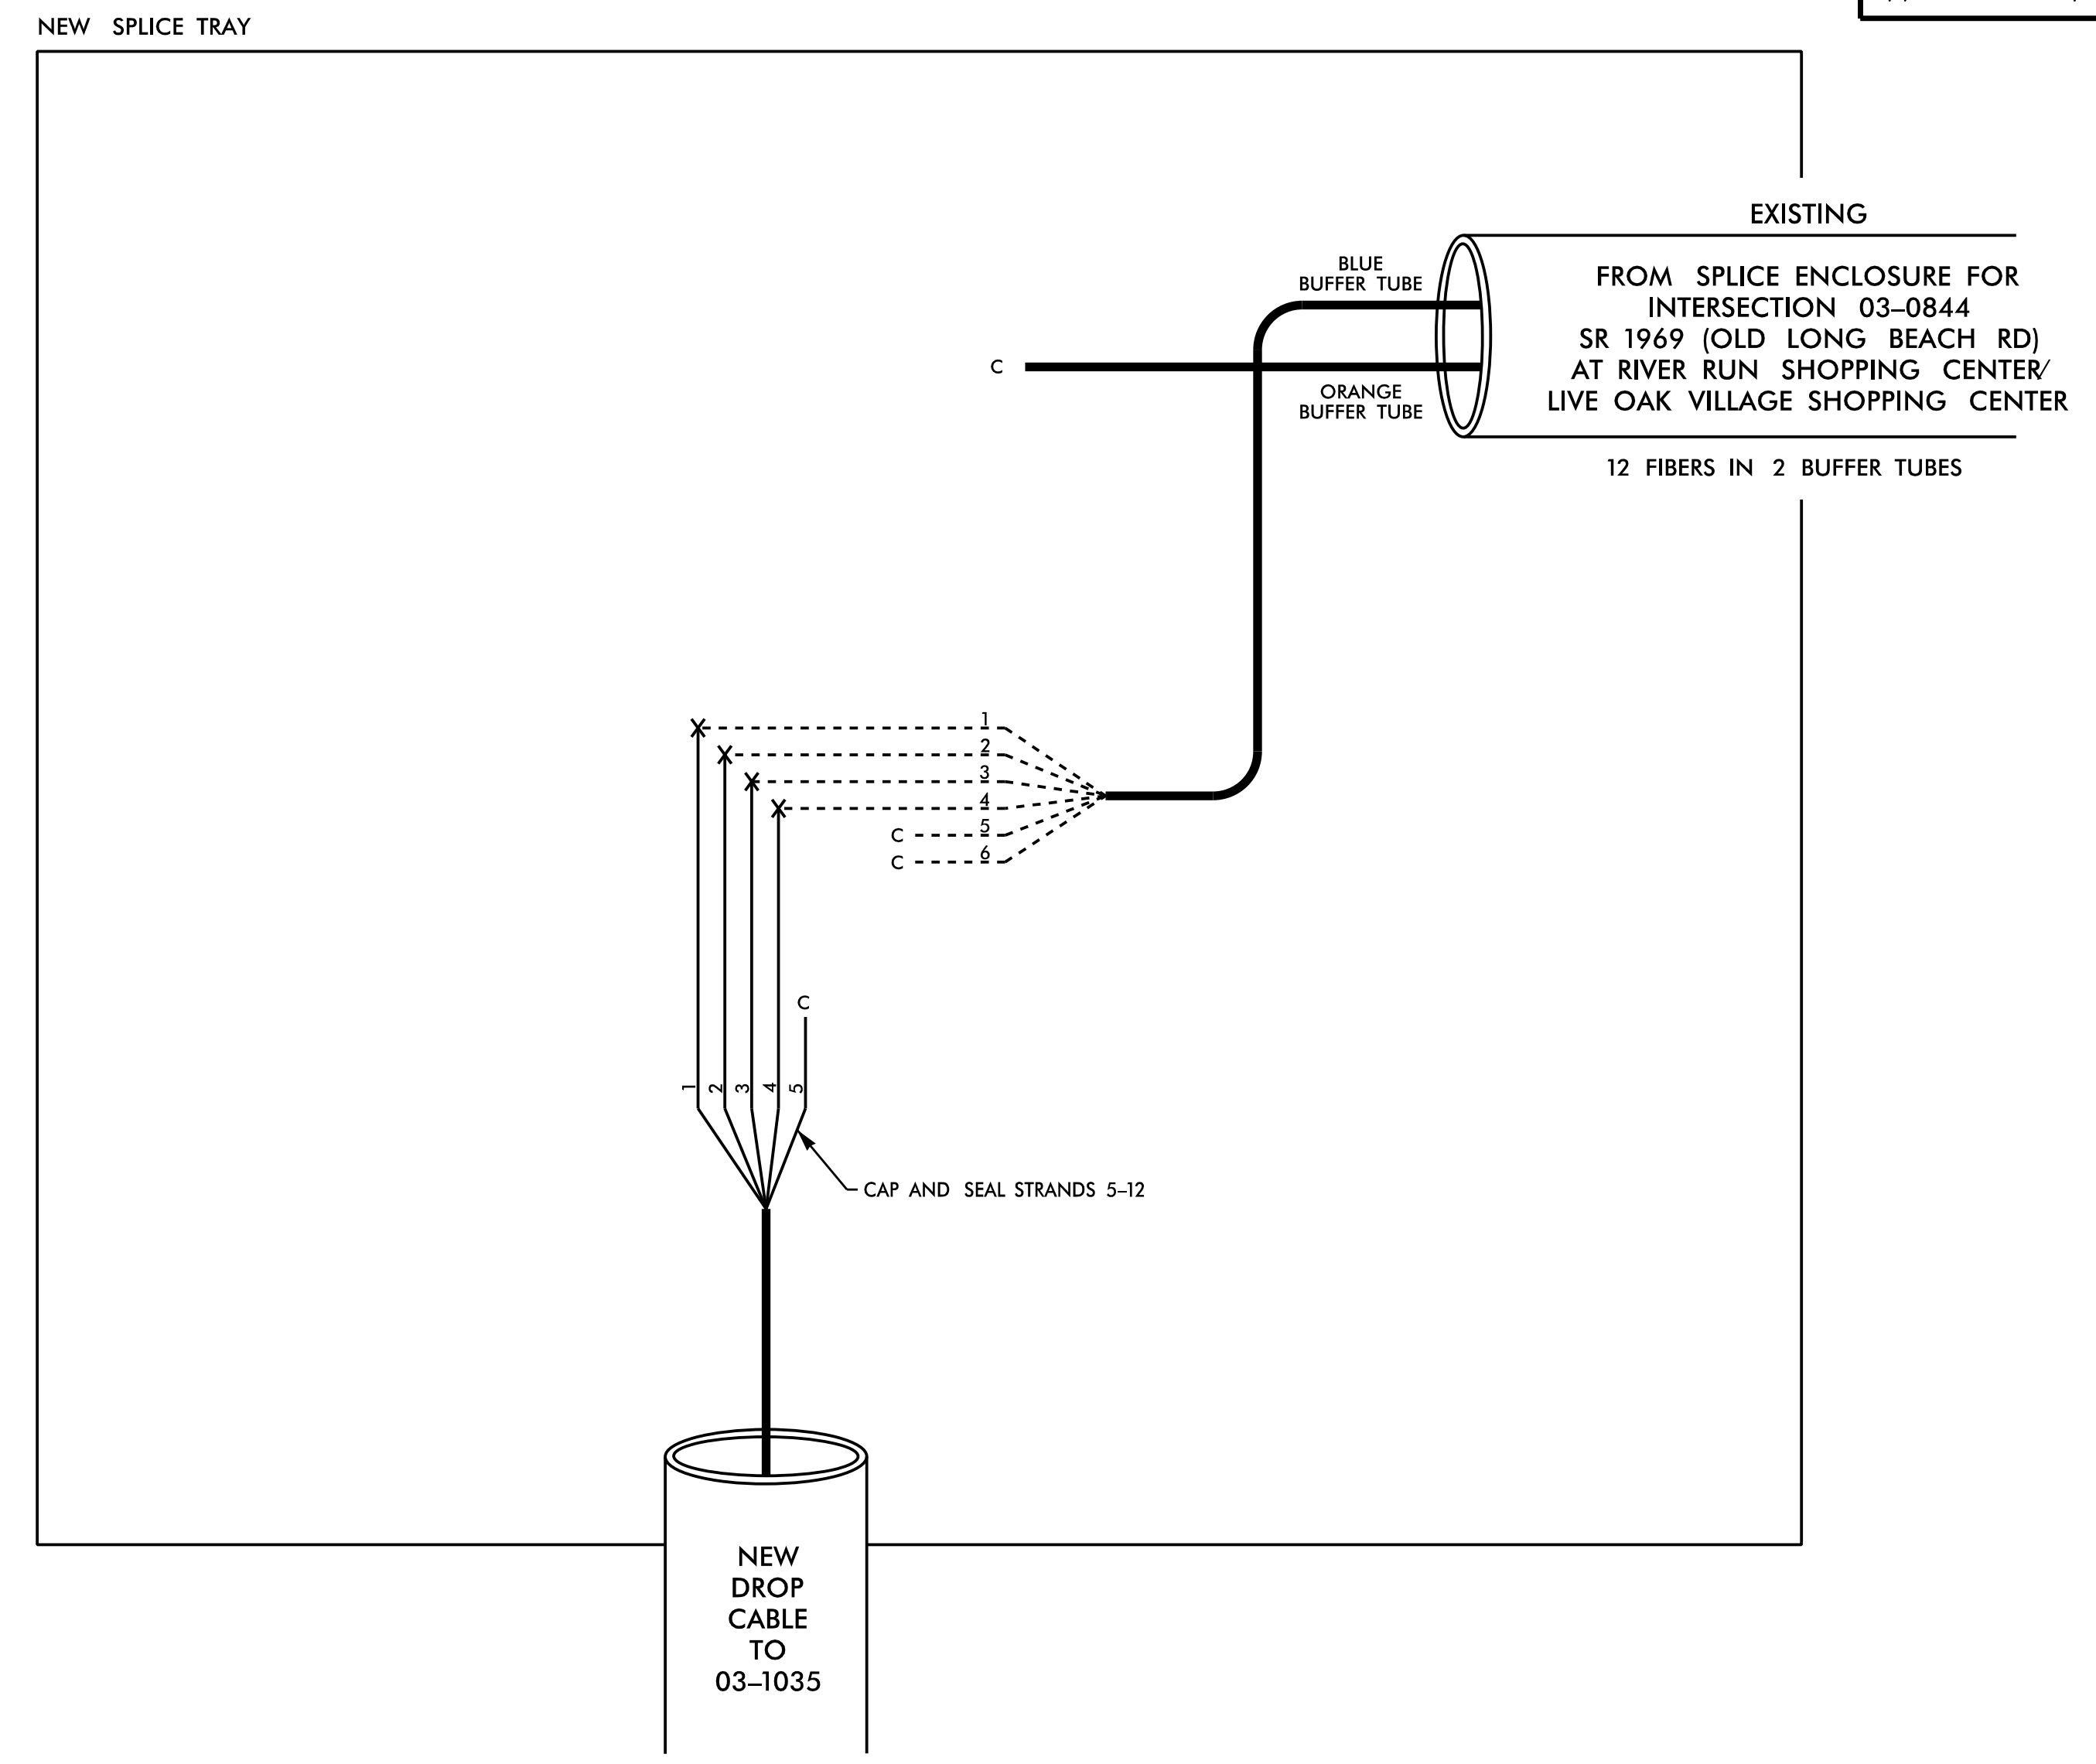 NEW SPLICE TRAY
EXISTING
FROM SPLICE ENCLOSURE FOR
INTERSECTION 03-0844
SR 1969 (OLD LONG BEACH RD)
AT RIVER RUN SHOPPING CENTER/
LIVE OAK VILLAGE SHOPPING CENTER
12 FIBERS IN 2 BUFFER TUBES
BLUE
BUFFER TUBE
C
ORANGE
BUFFER TUBE
1
2
3
4
C 5
C 6
C
1 2 3 4 5
CAP AND SEAL STRANDS 5-12
NEW
DROP
CABLE
TO
03-1035